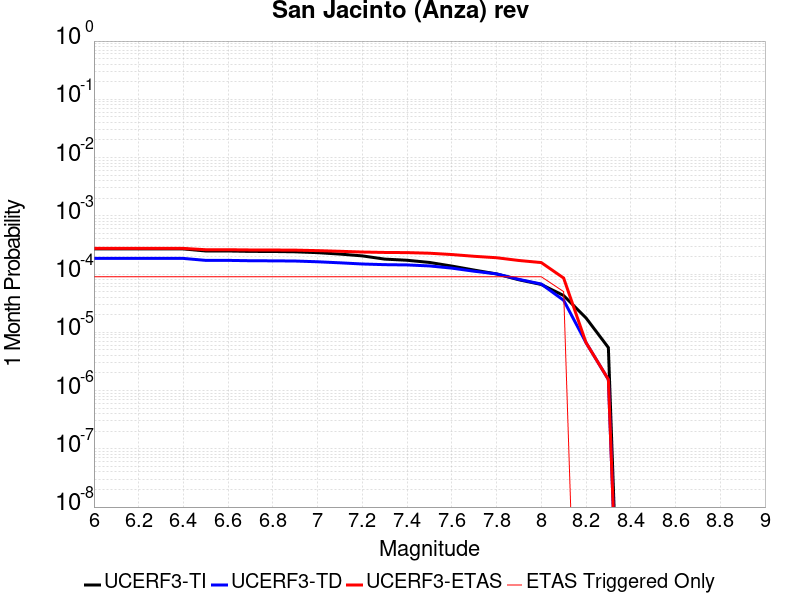 San Jacinto (Anza) rev
10^0
10^-1
10^-2
10^-3
10^-4
10^-5
10^-6
10^-7
10^-8
1 Month Probability
6 6.2 6.4 6.6 6.8 7 7.2 7.4 7.6 7.8 8 8.2 8.4 8.6 8.8 9
Magnitude
UCERF3-TI UCERF3-TD UCERF3-ETAS ETAS Triggered Only